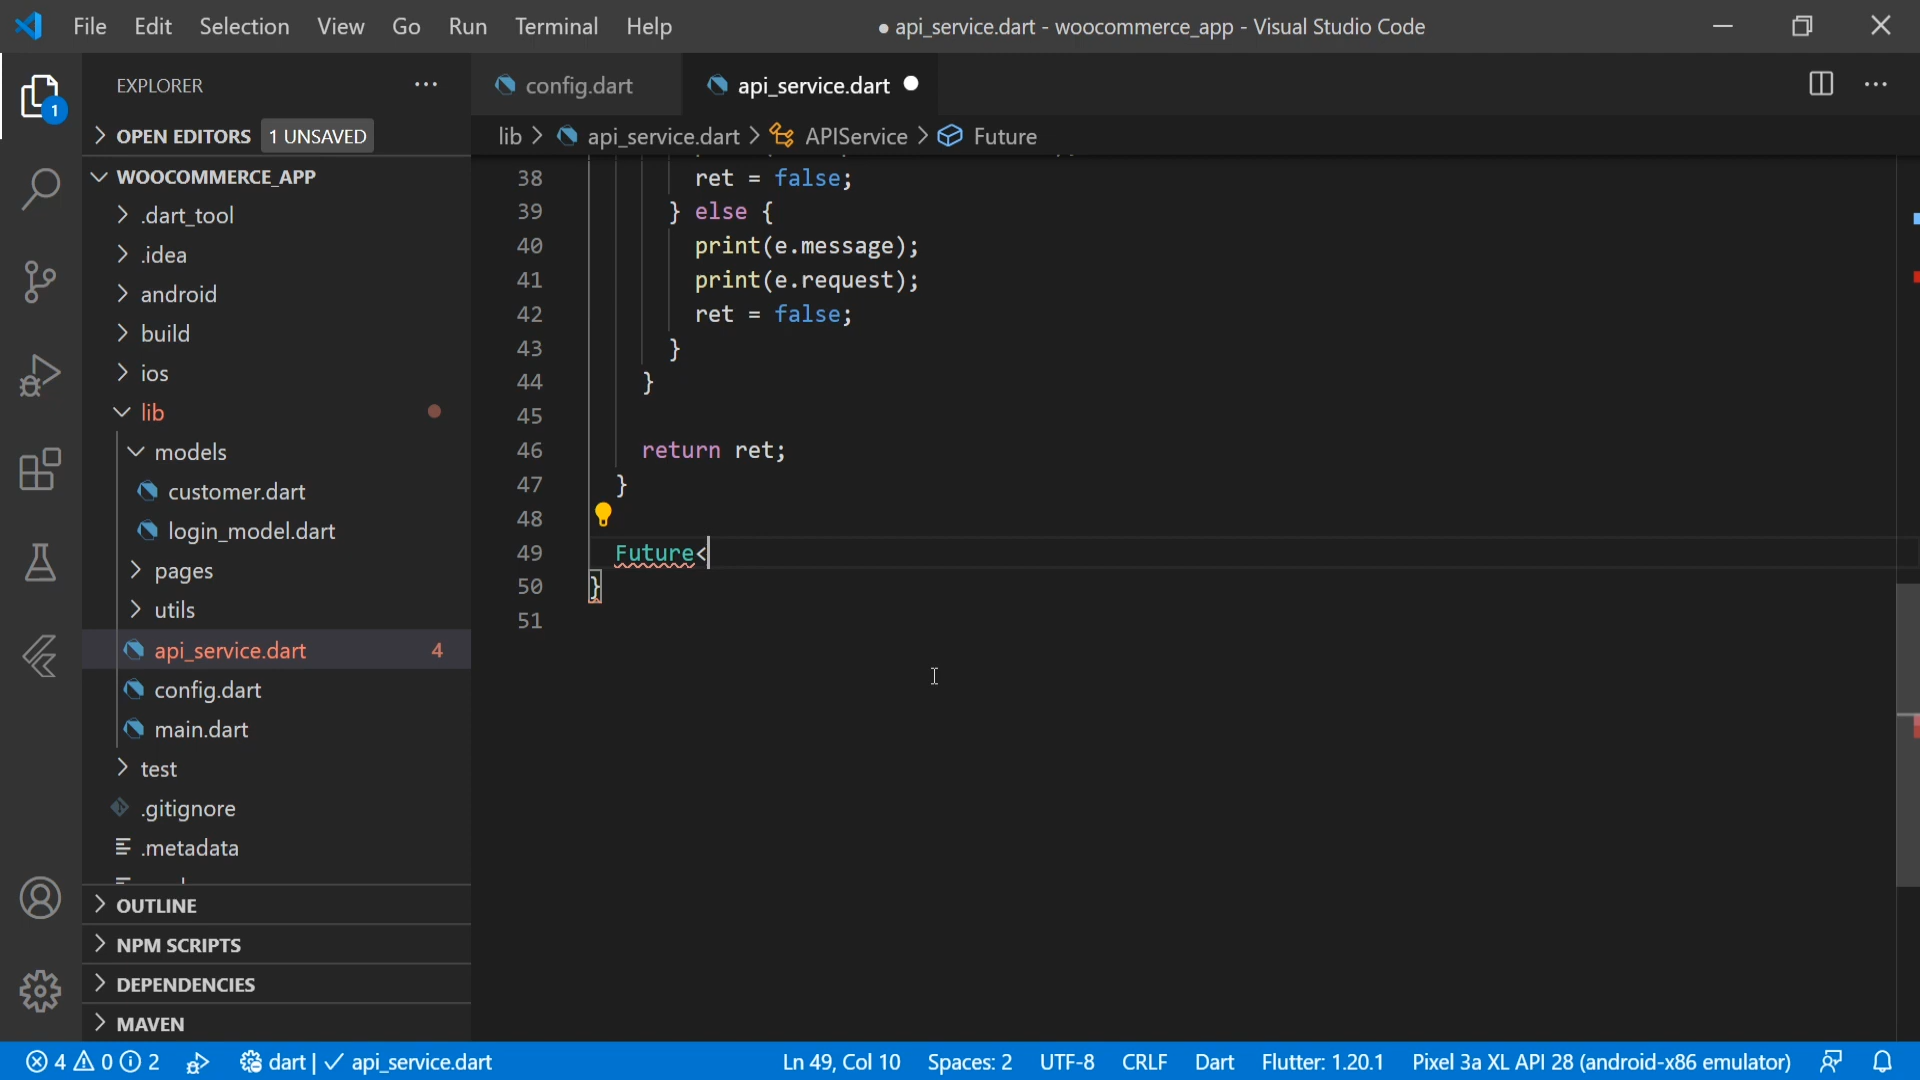 File Edit Selection View Go Run Terminal Help
● api_service.dart - woocommerce_app - Visual Studio Code
EXPLORER
1
OPEN EDITORS 1 UNSAVED
WOOCOMMERCE_APP
.dart_tool
.idea
android
build
ios
lib
models
customer.dart
login_model.dart
pages
utils
api_service.dart 4
config.dart
main.dart
test
.gitignore
.metadata
OUTLINE
NPM SCRIPTS
DEPENDENCIES
MAVEN
config.dart
api_service.dart
lib > api_service.dart > APIService > Future
38 ret = false;
39 } else {
40 print(e.message);
41 print(e.request);
42 ret = false;
43 }
44 }
45
46 return ret;
47 }
48
49 Future<
50 }
51
4 0 2 dart | ✓ api_service.dart Ln 49, Col 10 Spaces: 2 UTF-8 CRLF Dart Flutter: 1.20.1 Pixel 3a XL API 28 (android-x86 emulator)